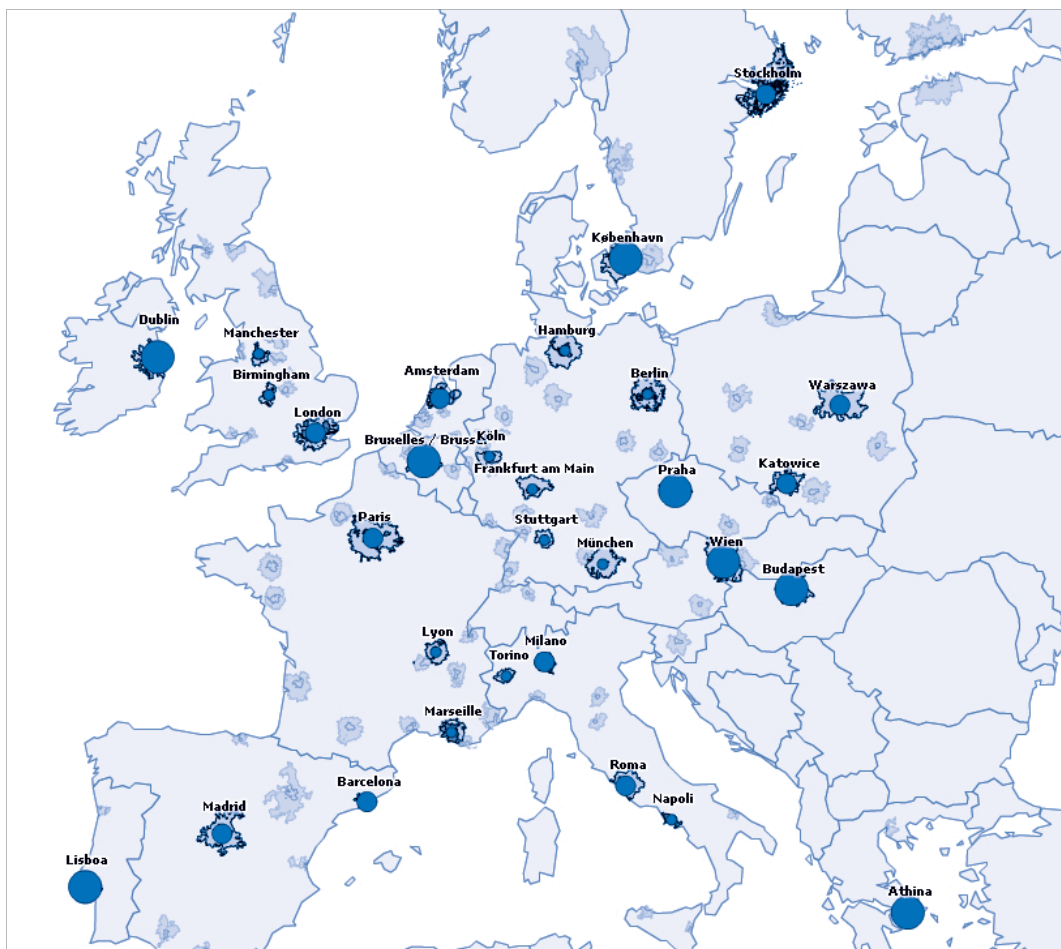 Stockholm
København
Dublin
Manchester
Hamburg
Birmingham
Amsterdam
Berlin
Warszawa
London
Bruxelles / Brusse
Köln
Frankfurt am Main
Praha
Katowice
Paris
Stuttgart
München
Wien
Budapest
Lyon
Milano
Torino
Marseille
Roma
Barcelona
Napoli
Madrid
Lisboa
Athina